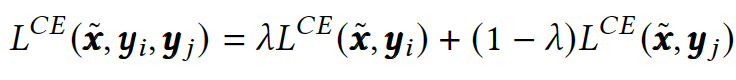 L^{CE}(x̃, y_i, y_j) = λL^{CE}(x̃, y_i) + (1 − λ)L^{CE}(x̃, y_j)